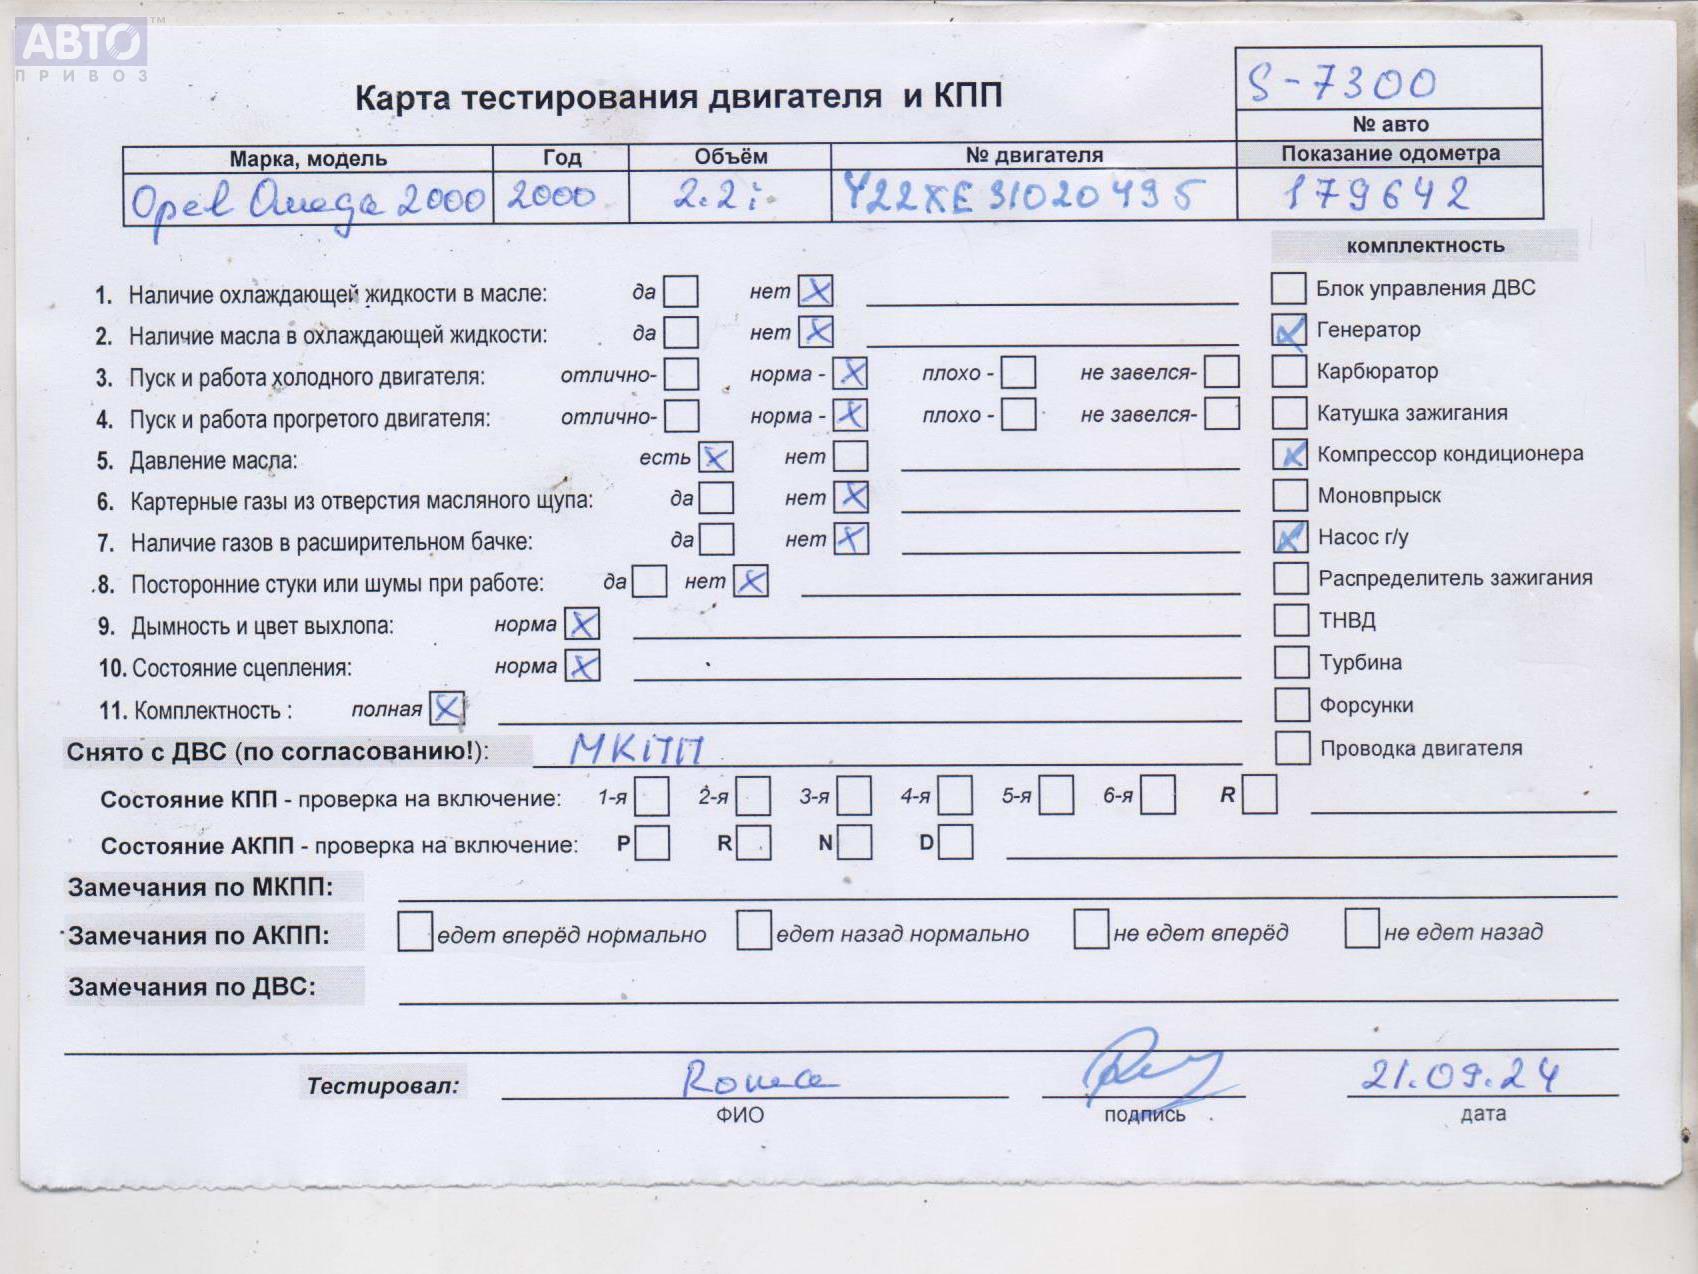 АВТО™
ПРИВОЗ
Карта тестирования двигателя и КПП
S-7300
№ авто
Марка, модель Год Объём № двигателя Показание одометра
Opel Omega 2000 2000 2.2i Y22XE 31020495 179642
комплектность
1. Наличие охлаждающей жидкости в масле: да нет X
Блок управления ДВС
2. Наличие масла в охлаждающей жидкости: да нет X
X Генератор
3. Пуск и работа холодного двигателя: отлично- норма - X плохо - не завелся-
Карбюратор
4. Пуск и работа прогретого двигателя: отлично- норма - X плохо - не завелся-
Катушка зажигания
5. Давление масла: есть X нет
X Компрессор кондиционера
6. Картерные газы из отверстия масляного щупа: да нет X
Моновпрыск
7. Наличие газов в расширительном бачке: да нет X
X Насос г/у
8. Посторонние стуки или шумы при работе: да нет X
Распределитель зажигания
9. Дымность и цвет выхлопа: норма X
ТНВД
10. Состояние сцепления: норма X
Турбина
11. Комплектность : полная X
Форсунки
Снято с ДВС (по согласованию!): МКПП
Проводка двигателя
Состояние КПП - проверка на включение: 1-я 2-я 3-я 4-я 5-я 6-я R
Состояние АКПП - проверка на включение: P R N D
Замечания по МКПП:
Замечания по АКПП: едет вперёд нормально едет назад нормально не едет вперёд не едет назад
Замечания по ДВС:
Тестировал: Roma 21.09.24
ФИО подпись дата